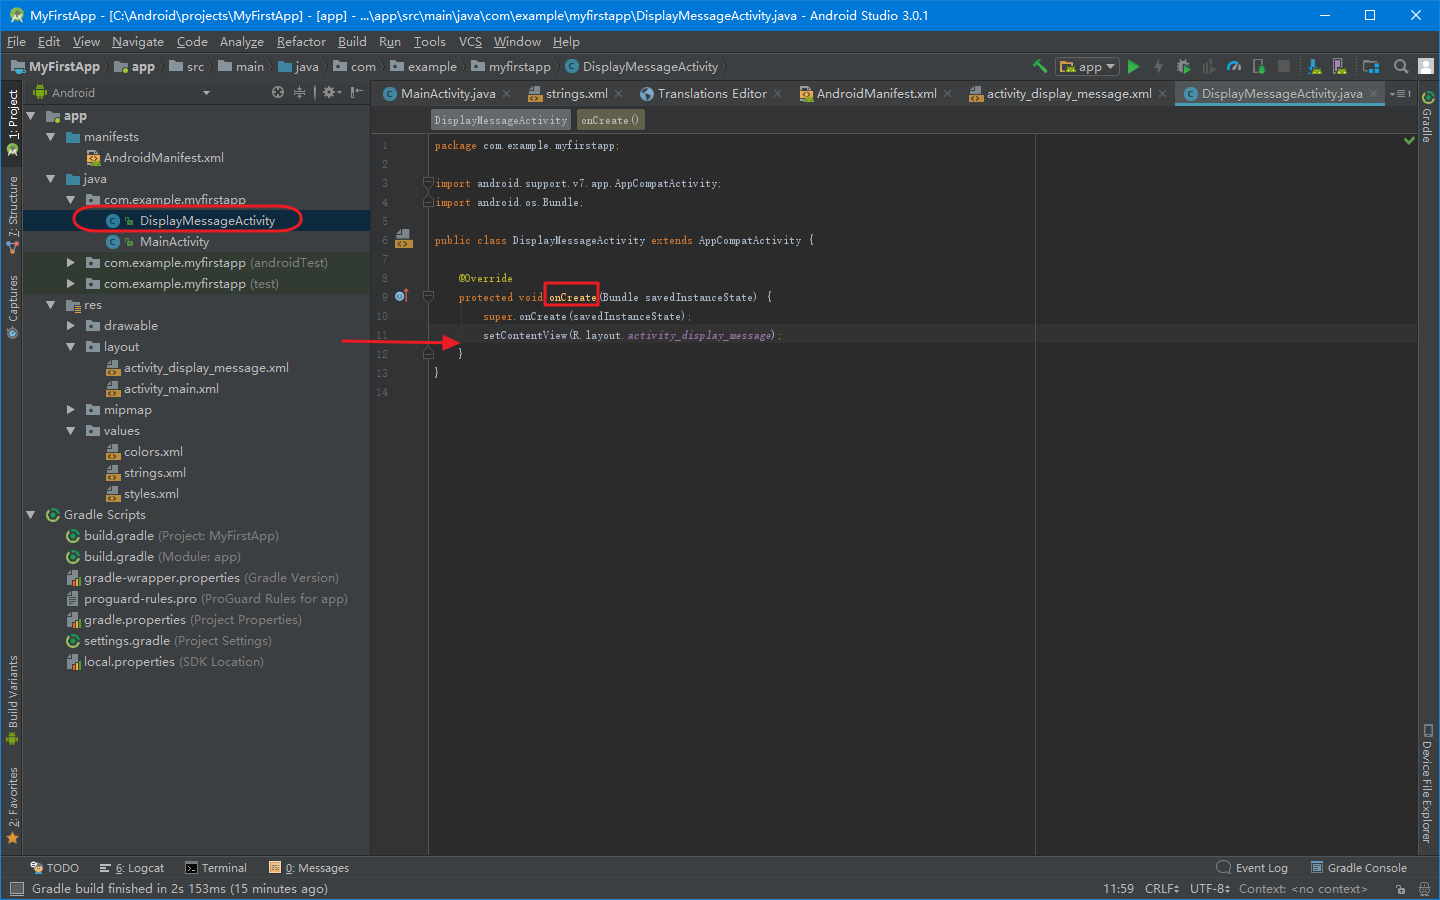 MyFirstApp - [C:\Android\projects\MyFirstApp] - [app] - ...\app\src\main\java\com\example\myfirstapp\DisplayMessageActivity.java - Android Studio 3.0.1
File Edit View Navigate Code Analyze Refactor Build Run Tools VCS Window Help
MyFirstApp app src main java com example myfirstapp DisplayMessageActivity app
Android
MainActivity.java strings.xml Translations Editor AndroidManifest.xml activity_display_message.xml DisplayMessageActivity.java 1
1: Project
7: Structure
Captures
Build Variants
2: Favorites
app
manifests
AndroidManifest.xml
java
com.example.myfirstapp
DisplayMessageActivity
MainActivity
com.example.myfirstapp (androidTest)
com.example.myfirstapp (test)
res
drawable
layout
activity_display_message.xml
activity_main.xml
mipmap
values
colors.xml
strings.xml
styles.xml
Gradle Scripts
build.gradle (Project: MyFirstApp)
build.gradle (Module: app)
gradle-wrapper.properties (Gradle Version)
proguard-rules.pro (ProGuard Rules for app)
gradle.properties (Project Properties)
settings.gradle (Project Settings)
local.properties (SDK Location)
DisplayMessageActivity onCreate()
1 package com.example.myfirstapp;
2
3 import android.support.v7.app.AppCompatActivity;
4 import android.os.Bundle;
5
6 public class DisplayMessageActivity extends AppCompatActivity {
7
8 @Override
9 protected void onCreate(Bundle savedInstanceState) {
10 super.onCreate(savedInstanceState);
11 setContentView(R.layout.activity_display_message);
12 }
13 }
14
Gradle
Device File Explorer
TODO 6: Logcat Terminal 0: Messages Event Log Gradle Console
Gradle build finished in 2s 153ms (15 minutes ago) 11:59 CRLF UTF-8 Context: <no context>